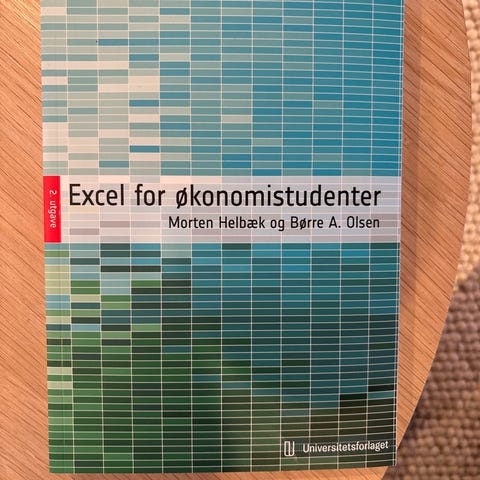 2. utgave
Excel for økonomistudenter
Morten Helbæk og Børre A. Olsen
Universitetsforlaget